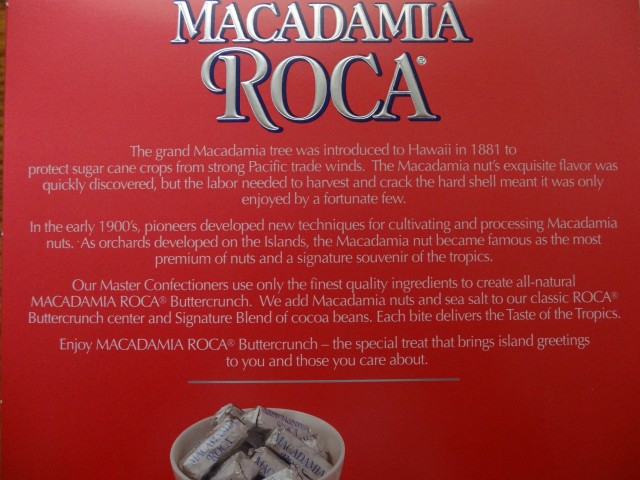 MACADAMIA
ROCA®
The grand Macadamia tree was introduced to Hawaii in 1881 to
protect sugar cane crops from strong Pacific trade winds. The Macadamia nut's exquisite flavor was
quickly discovered, but the labor needed to harvest and crack the hard shell meant it was only
enjoyed by a fortunate few.
In the early 1900's, pioneers developed new techniques for cultivating and processing Macadamia
nuts. As orchards developed on the Islands, the Macadamia nut became famous as the most
premium of nuts and a signature souvenir of the tropics.
Our Master Confectioners use only the finest quality ingredients to create all-natural
MACADAMIA ROCA® Buttercrunch. We add Macadamia nuts and sea salt to our classic ROCA®
Buttercrunch center and Signature Blend of cocoa beans. Each bite delivers the Taste of the Tropics.
Enjoy MACADAMIA ROCA® Buttercrunch – the special treat that brings island greetings
to you and those you care about.
MACADAMIA
ROCA
MACADAMIA
ROCA